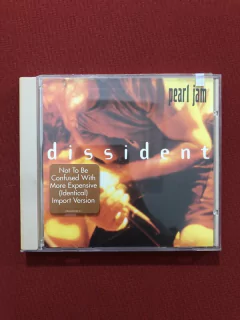 pearl jam
dissident
Not To Be
Confused With
More Expensive
(Identical)
Import Version